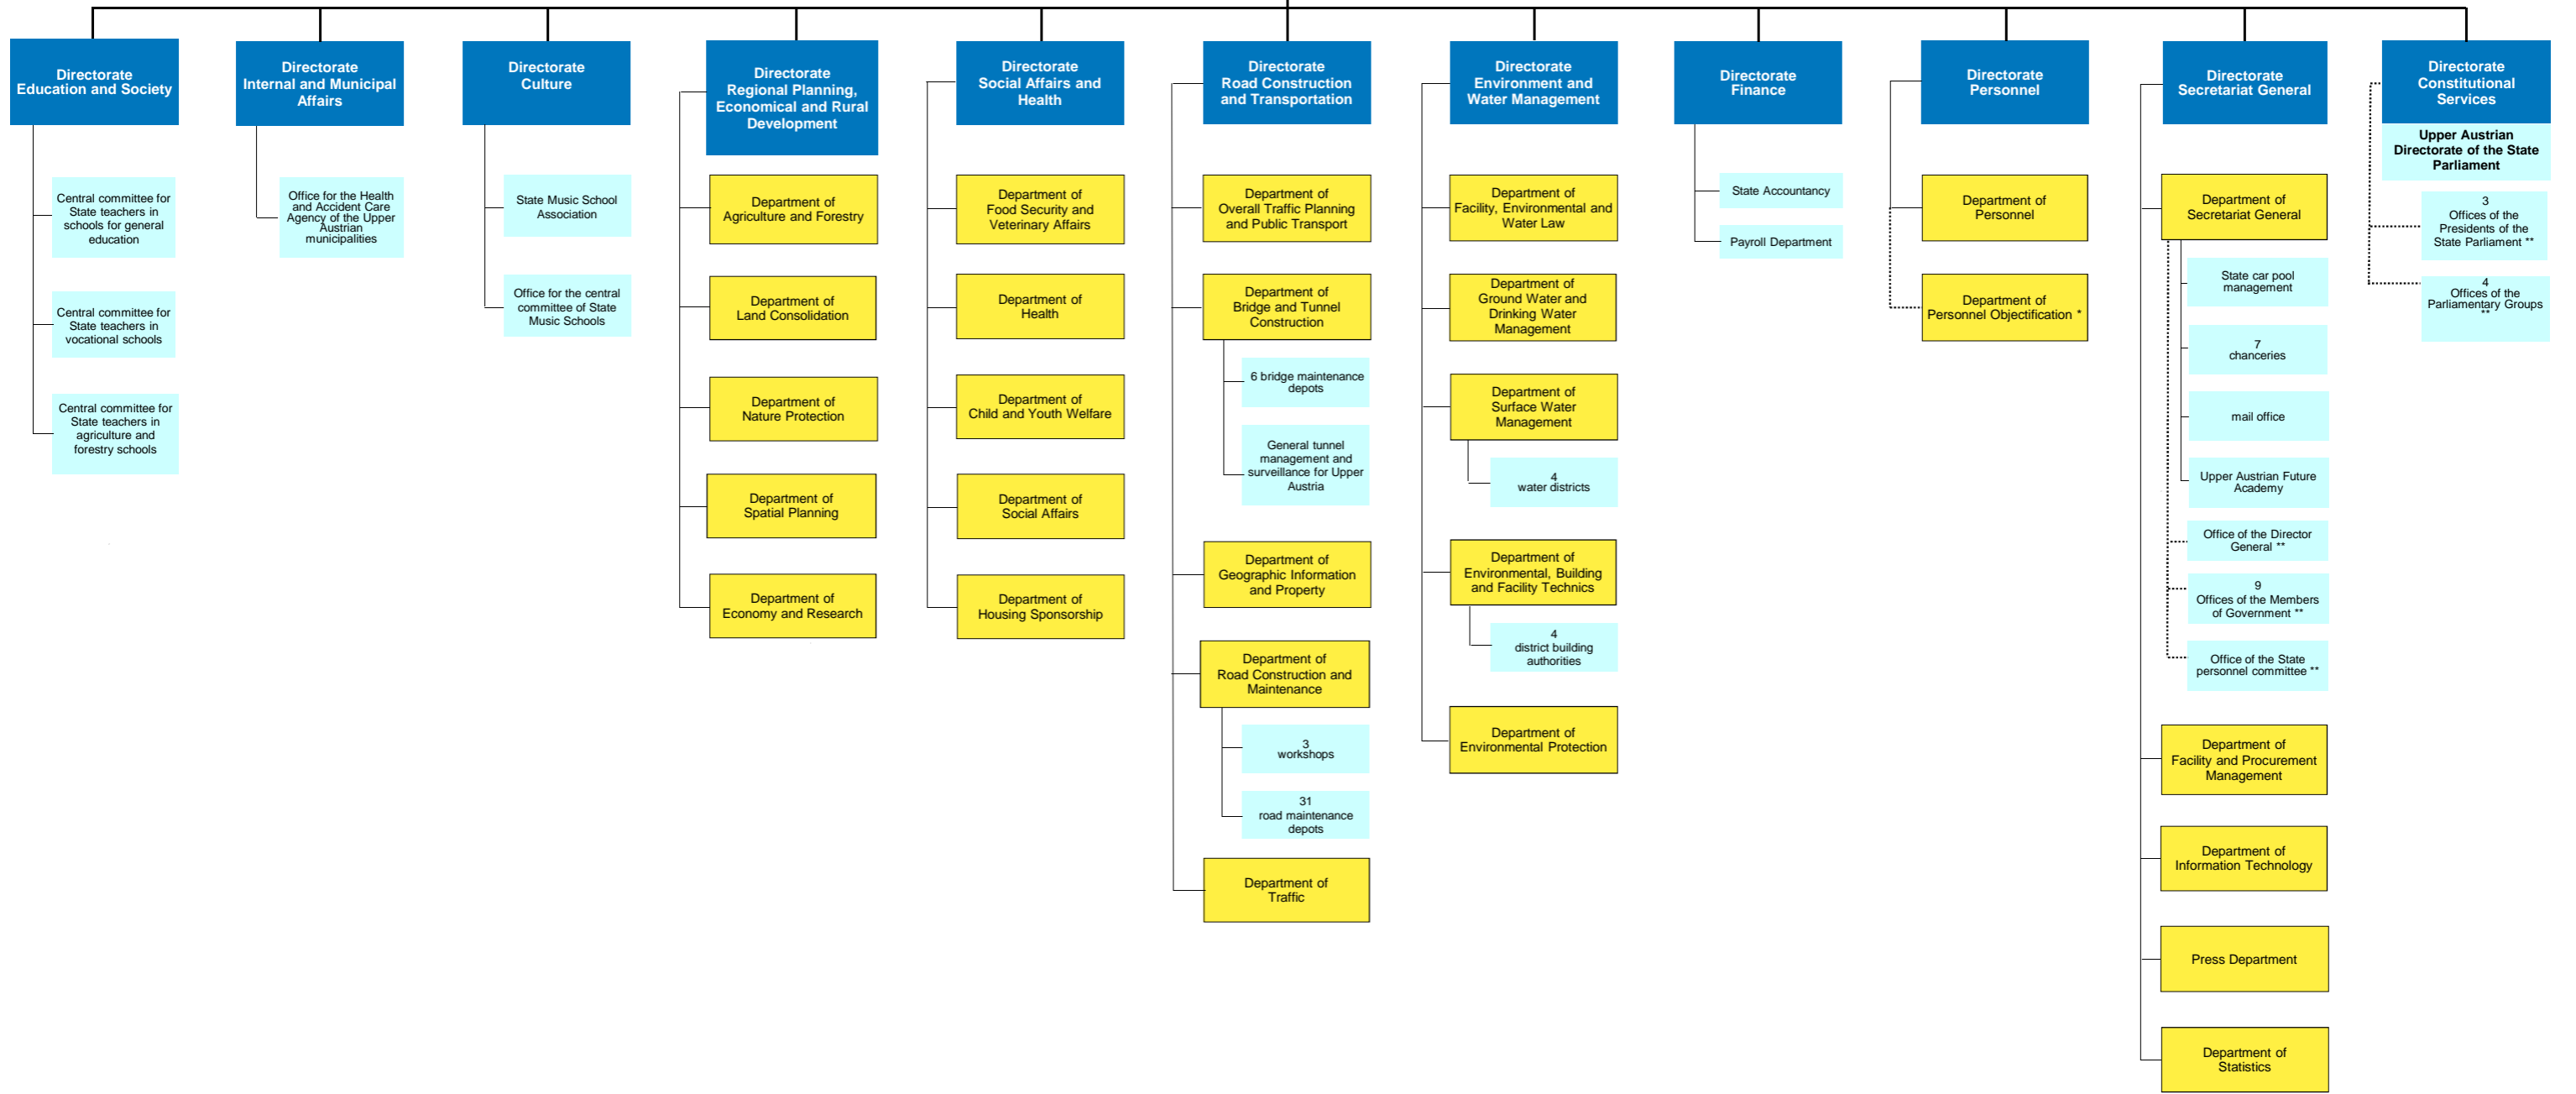 Directorate
Education and Society
Central committee for
State teachers in
schools for general
education
Central committee for
State teachers in
vocational schools
Central committee for
State teachers in
agriculture and
forestry schools
Directorate
Internal and Municipal
Affairs
Office for the Health
and Accident Care
Agency of the Upper
Austrian
municipalities
Directorate
Culture
State Music School
Association
Office for the central
committee of State
Music Schools
Directorate
Regional Planning,
Economical and Rural
Development
Department of
Agriculture and Forestry
Department of
Land Consolidation
Department of
Nature Protection
Department of
Spatial Planning
Department of
Economy and Research
Directorate
Social Affairs and
Health
Department of
Food Security and
Veterinary Affairs
Department of
Health
Department of
Child and Youth Welfare
Department of
Social Affairs
Department of
Housing Sponsorship
Directorate
Road Construction
and Transportation
Department of
Overall Traffic Planning
and Public Transport
Department of
Bridge and Tunnel
Construction
6 bridge maintenance
depots
General tunnel
management and
surveillance for Upper
Austria
Department of
Geographic Information
and Property
Department of
Road Construction and
Maintenance
3
workshops
31
road maintenance
depots
Department of
Traffic
Directorate
Environment and
Water Management
Department of
Facility, Environmental and
Water Law
Department of
Ground Water and
Drinking Water
Management
Department of
Surface Water
Management
4
water districts
Department of
Environmental, Building
and Facility Technics
4
district building
authorities
Department of
Environmental Protection
Directorate
Finance
State Accountancy
Payroll Department
Directorate
Personnel
Department of
Personnel
Department of
Personnel Objectification *
Directorate
Secretariat General
Department of
Secretariat General
State car pool
management
7
chanceries
mail office
Upper Austrian Future
Academy
Office of the Director
General **
9
Offices of the Members
of Government **
Office of the State
personnel committee **
Department of
Facility and Procurement
Management
Department of
Information Technology
Press Department
Department of
Statistics
Directorate
Constitutional
Services
Upper Austrian
Directorate of the State
Parliament
3
Offices of the
Presidents of the
State Parliament **
4
Offices of the
Parliamentary Groups
**